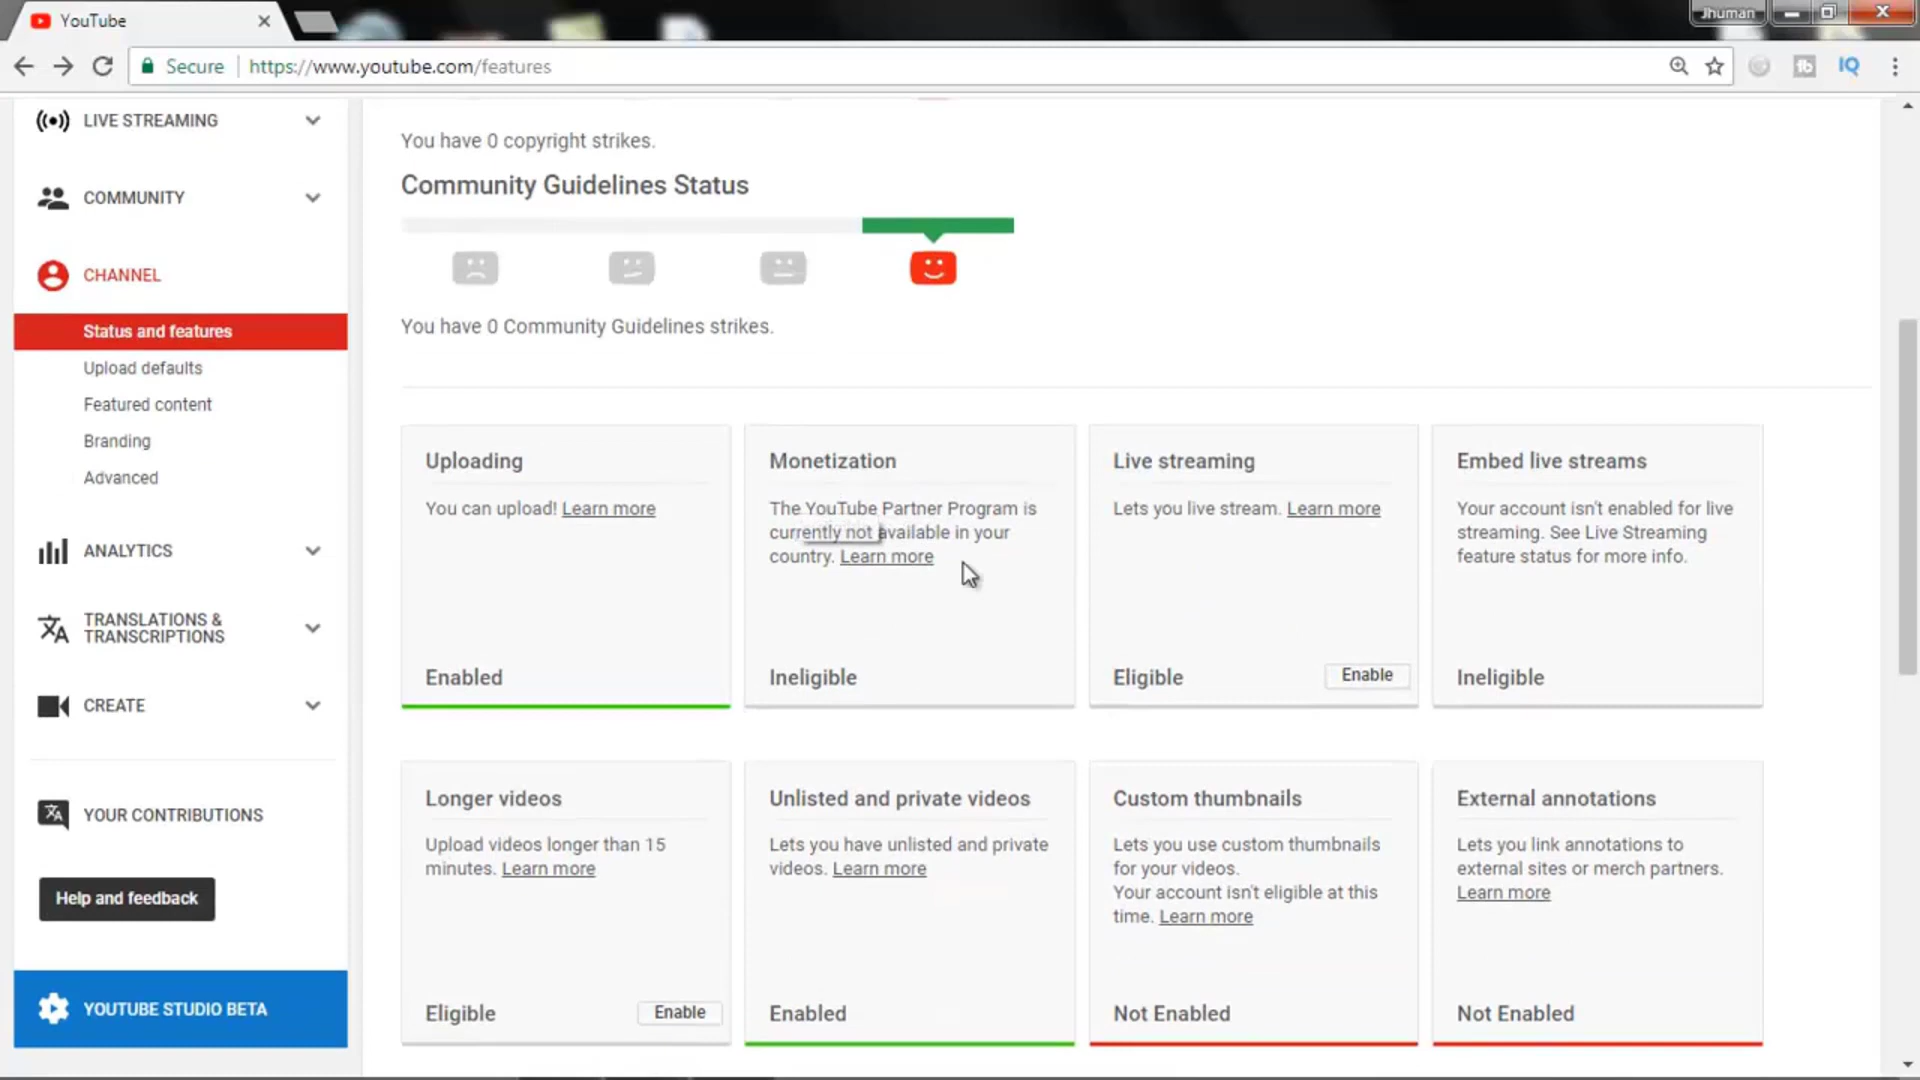 YouTube
Jhuman
Secure
https://www.youtube.com/features
IQ
LIVE STREAMING
COMMUNITY
CHANNEL
Status and features
Upload defaults
Featured content
Branding
Advanced
ANALYTICS
TRANSLATIONS &
TRANSCRIPTIONS
CREATE
YOUR CONTRIBUTIONS
Help and feedback
YOUTUBE STUDIO BETA
You have 0 copyright strikes.
Community Guidelines Status
You have 0 Community Guidelines strikes.
Uploading
You can upload! Learn more
Enabled
Monetization
The YouTube Partner Program is
currently not available in your
country. Learn more
Ineligible
Live streaming
Lets you live stream. Learn more
Eligible
Enable
Embed live streams
Your account isn't enabled for live
streaming. See Live Streaming
feature status for more info.
Ineligible
Longer videos
Upload videos longer than 15
minutes. Learn more
Eligible
Enable
Unlisted and private videos
Lets you have unlisted and private
videos. Learn more
Enabled
Custom thumbnails
Lets you use custom thumbnails
for your videos.
Your account isn't eligible at this
time. Learn more
Not Enabled
External annotations
Lets you link annotations to
external sites or merch partners.
Learn more
Not Enabled